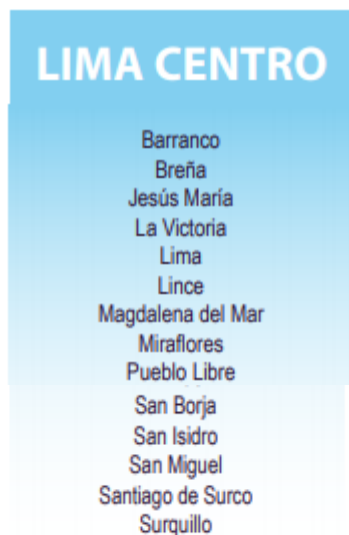 LIMA CENTRO
Barranco
Breña
Jesús María
La Victoria
Lima
Lince
Magdalena del Mar
Miraflores
Pueblo Libre
San Borja
San Isidro
San Miguel
Santiago de Surco
Surquillo